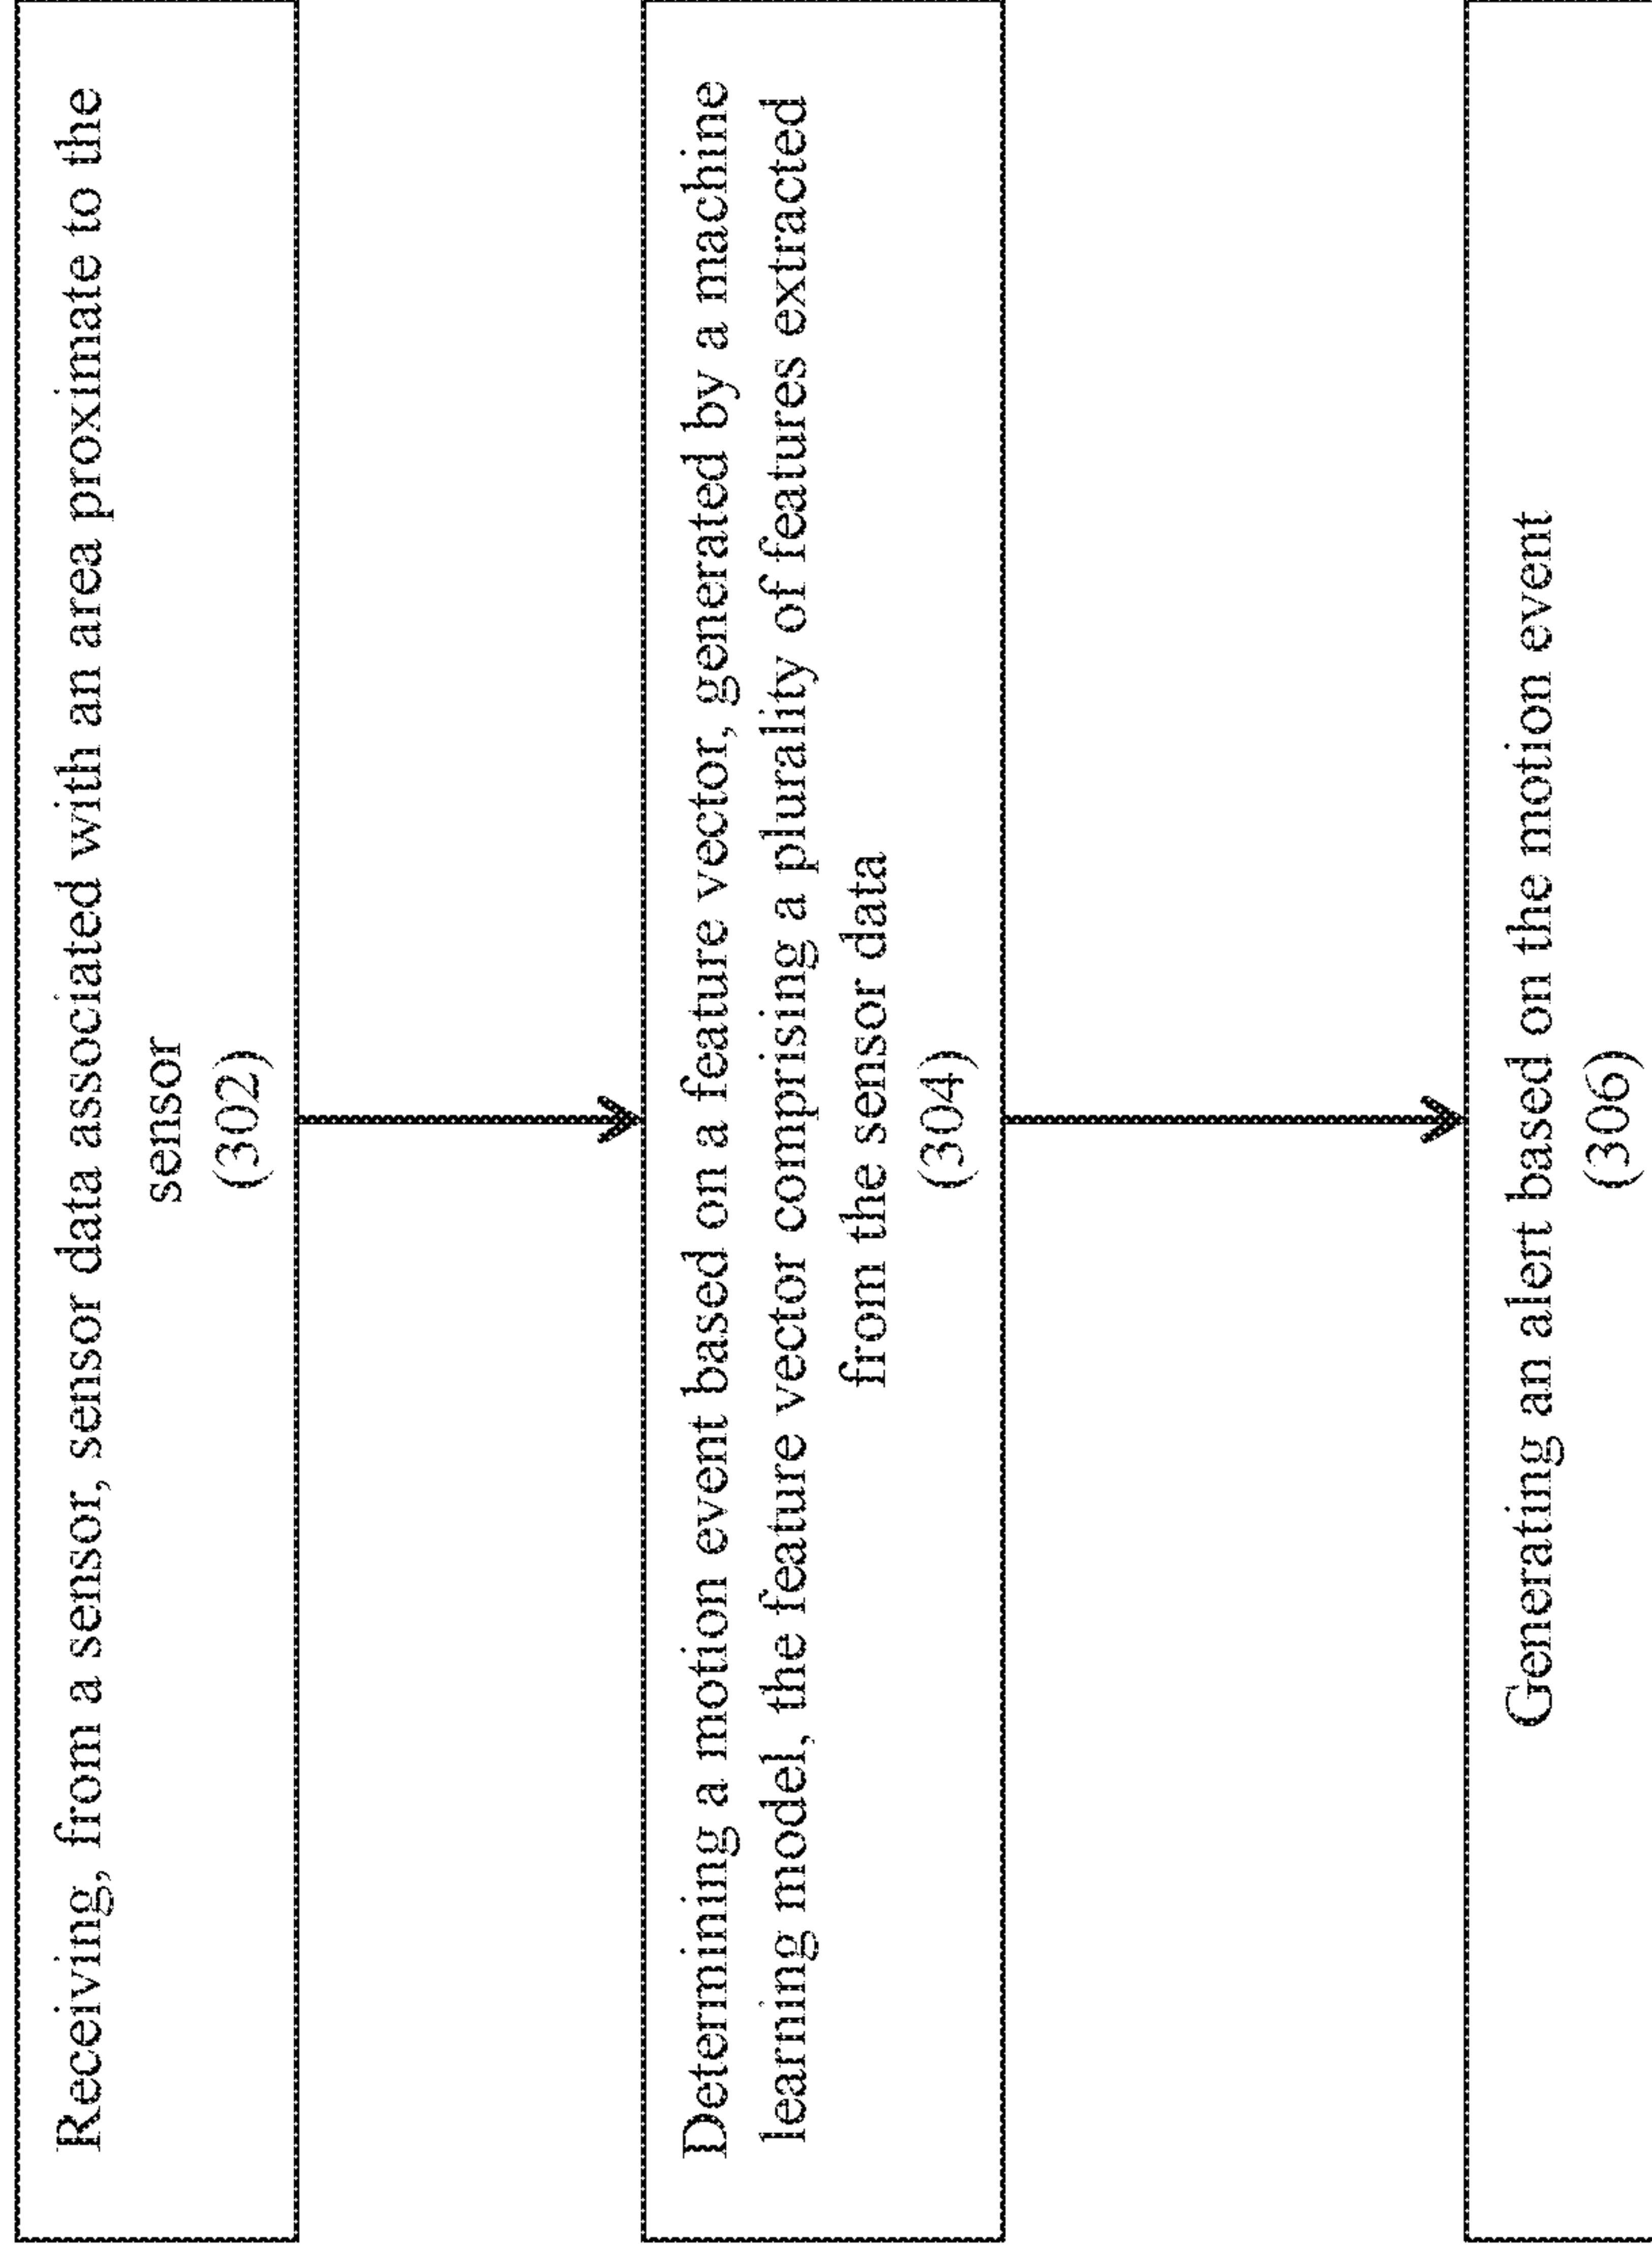 Receiving, from a sensor, sensor data associated with an area proximate to the
sensor
(302)
Determining a motion event based on a feature vector, generated by a machine
learning model, the feature vector comprising a plurality of features extracted
from the sensor data
(304)
Generating an alert based on the motion event
(306)